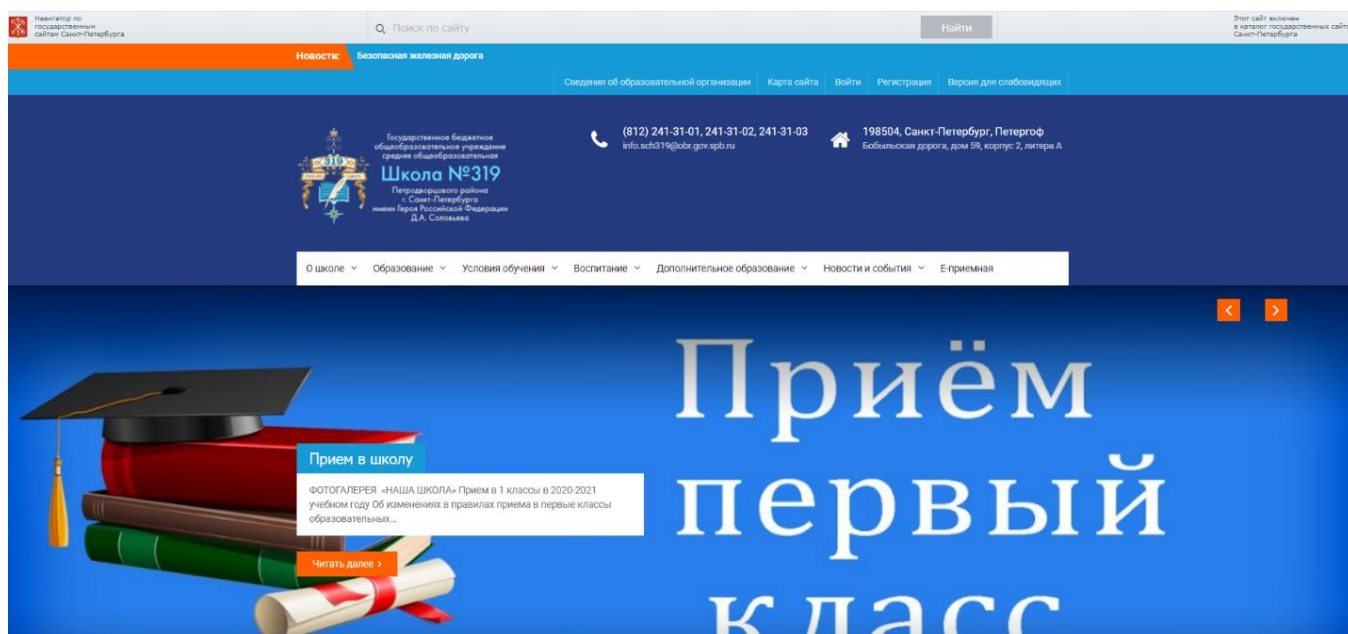 Навигатор по
государственным
сайтам Санкт-Петербурга
Поиск по сайту
Найти
Этот сайт включен
в каталог государственных сайт
Санкт-Петербурга
Новости: Безопасная железная дорога
Сведения об образовательной организации Карта сайта Войти Регистрация Версия для слабовидящих
319
Государственное бюджетное
общеобразовательное учреждение
средняя общеобразовательная
Школа №319
Петродворцового района
г. Санкт-Петербурга
имени Героя Российской Федерации
Д.А. Соловьева
(812) 241-31-01, 241-31-02, 241-31-03
info.sch319@obr.gov.spb.ru
198504, Санкт-Петербург, Петергоф
Бобыльская дорога, дом 59, корпус 2, литера А
О школе Образование Условия обучения Воспитание Дополнительное образование Новости и события Е-приемная
Приём
первый
класс
Прием в школу
ФОТОГАЛЕРЕЯ «НАША ШКОЛА» Прием в 1 классы в 2020-2021
учебном году Об изменениях в правилах приема в первые классы
образовательных...
Читать далее >